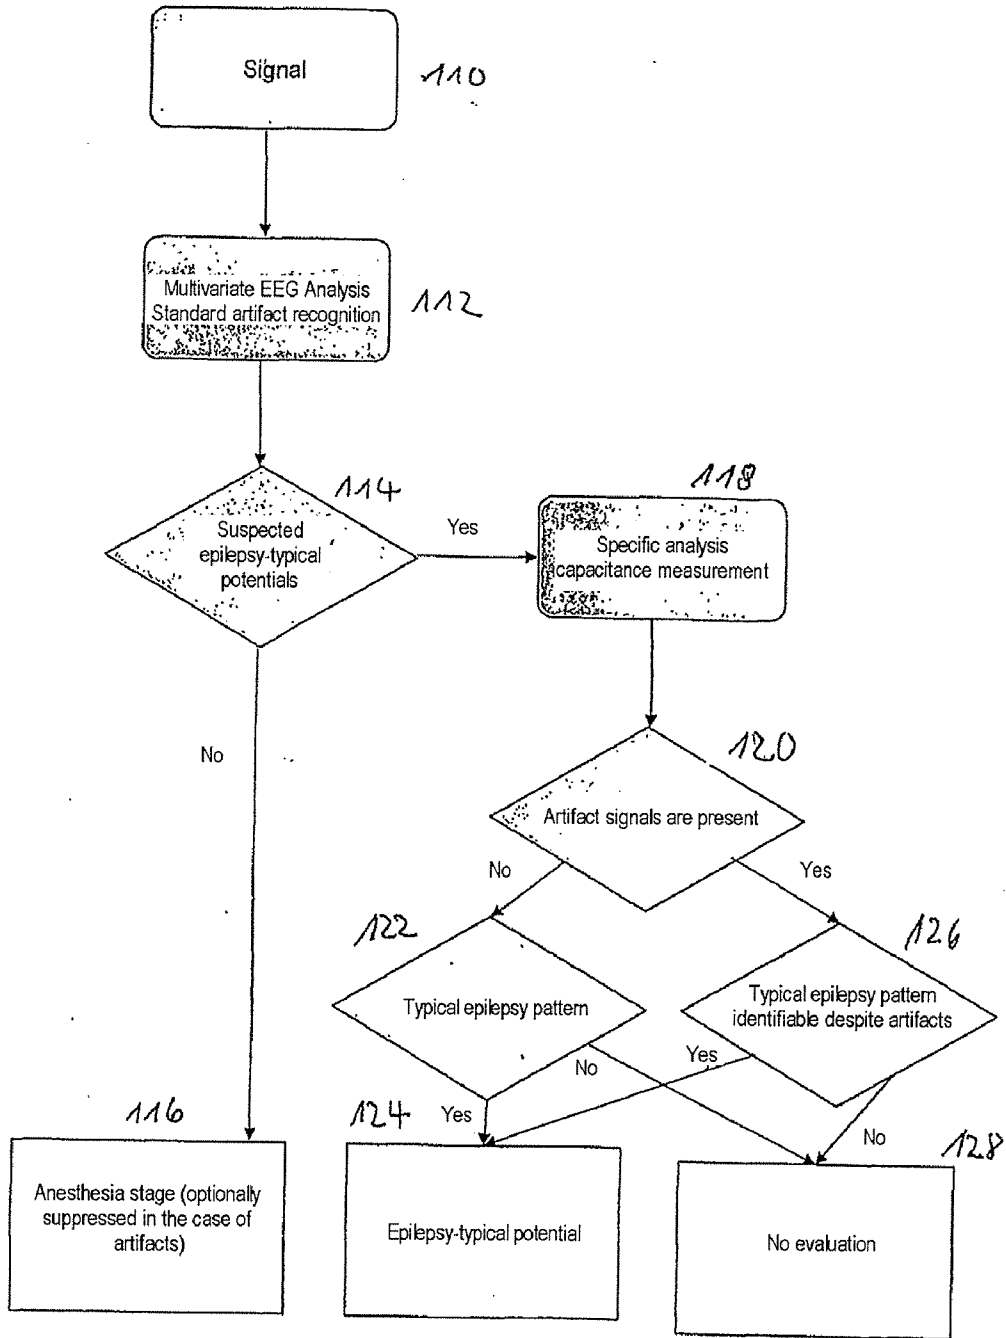 Signal
110
Multivariate EEG Analysis
Standard artifact recognition
112
114
Suspected
epilepsy-typical
potentials
Yes
118
Specific analysis
capacitance measurement
No
120
Artifact signals are present
No
Yes
122
Typical epilepsy pattern
126
Typical epilepsy pattern
identifiable despite artifacts
Yes
No
Yes
No
116
Anesthesia stage (optionally
suppressed in the case of
artifacts)
124
Epilepsy-typical potential
128
No evaluation